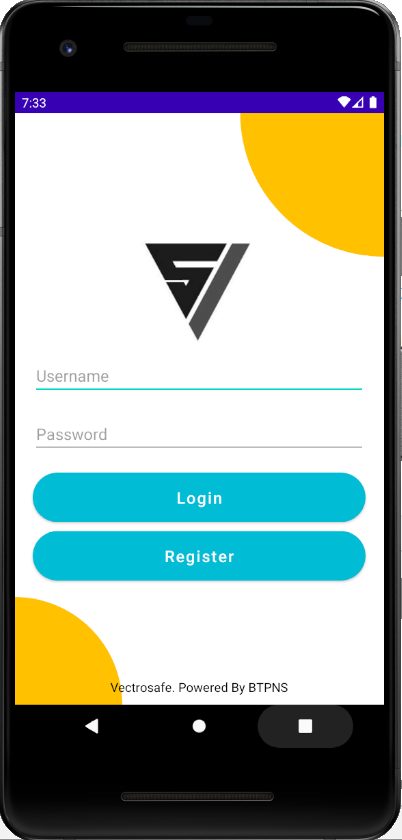 7:33
Username
Password
Login
Register
Vectrosafe. Powered By BTPNS